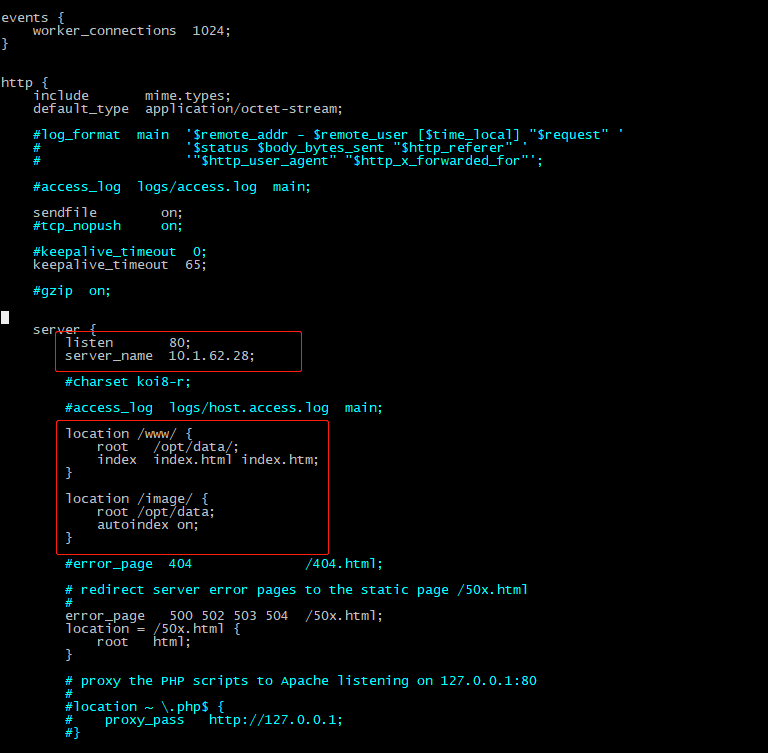 events {
    worker_connections  1024;
}
http {
    include       mime.types;
    default_type  application/octet-stream;
    #log_format  main  '$remote_addr - $remote_user [$time_local] "$request" '
    #                  '$status $body_bytes_sent "$http_referer" '
    #                  '"$http_user_agent" "$http_x_forwarded_for"';
    #access_log  logs/access.log  main;
    sendfile        on;
    #tcp_nopush     on;
    #keepalive_timeout  0;
    keepalive_timeout  65;
    #gzip  on;
    server {
        listen       80;
        server_name  10.1.62.28;
        #charset koi8-r;
        #access_log  logs/host.access.log  main;
        location /www/ {
            root   /opt/data/;
            index  index.html index.htm;
        }
        location /image/ {
            root /opt/data;
            autoindex on;
        }
        #error_page  404              /404.html;
        # redirect server error pages to the static page /50x.html
        #
        error_page   500 502 503 504  /50x.html;
        location = /50x.html {
            root   html;
        }
        # proxy the PHP scripts to Apache listening on 127.0.0.1:80
        #
        #location ~ \.php$ {
        #    proxy_pass   http://127.0.0.1;
        #}